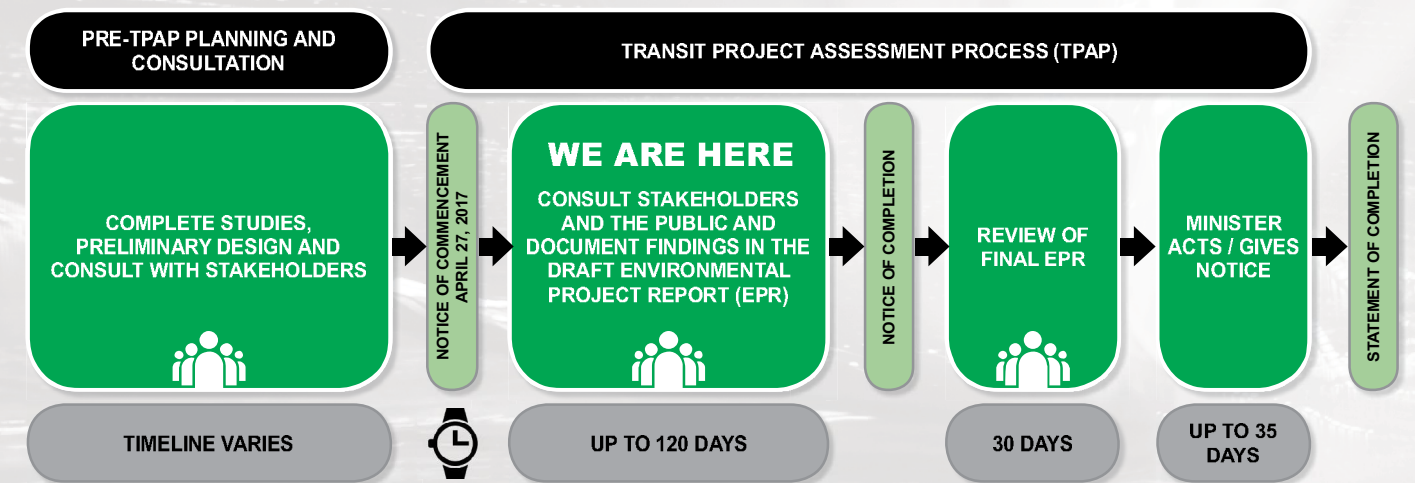 PRE-TPAP PLANNING AND
CONSULTATION
TRANSIT PROJECT ASSESSMENT PROCESS (TPAP)
COMPLETE STUDIES,
PRELIMINARY DESIGN AND
CONSULT WITH STAKEHOLDERS
NOTICE OF COMMENCEMENT
APRIL 27, 2017
WE ARE HERE
CONSULT STAKEHOLDERS
AND THE PUBLIC AND
DOCUMENT FINDINGS IN THE
DRAFT ENVIRONMENTAL
PROJECT REPORT (EPR)
NOTICE OF COMPLETION
REVIEW OF
FINAL EPR
MINISTER
ACTS / GIVES
NOTICE
STATEMENT OF COMPLETION
TIMELINE VARIES
UP TO 120 DAYS
30 DAYS
UP TO 35
DAYS